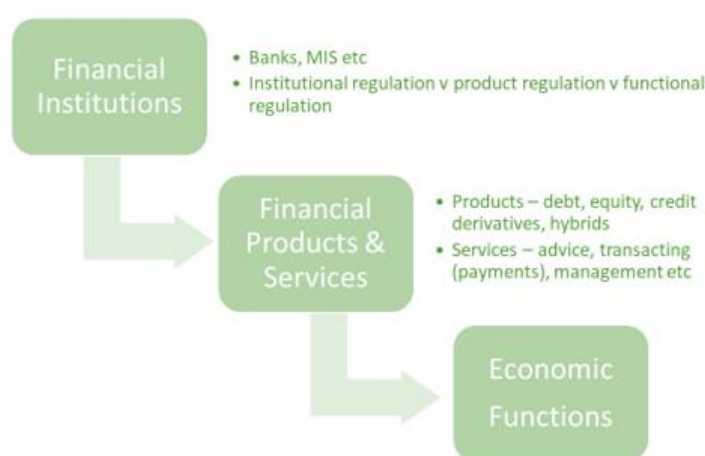 Financial
Institutions
• Banks, MIS etc
• Institutional regulation v product regulation v functional
regulation
Financial
Products &
Services
• Products – debt, equity, credit
derivatives, hybrids
• Services – advice, transacting
(payments), management etc
Economic
Functions